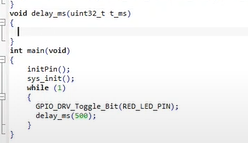 }
void delay_ms(uint32_t t_ms)
{
}
int main(void)
{
initPin();
sys_init();
while (1)
{
GPIO_DRV_Toggle_Bit(RED_LED_PIN);
delay_ms(500);
}
}